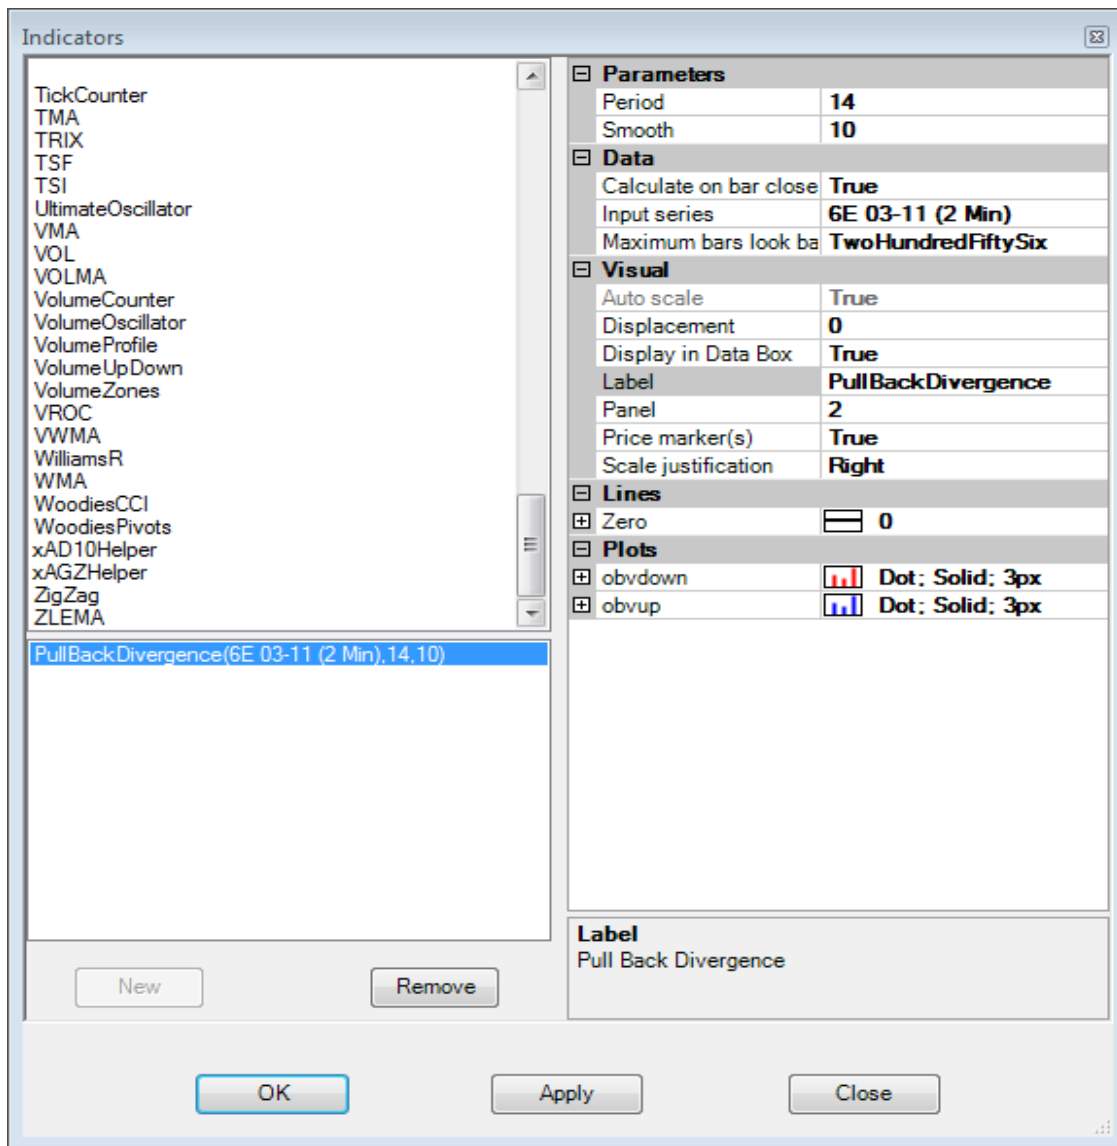 Indicators
TickCounter
TMA
TRIX
TSF
TSI
UltimateOscillator
VMA
VOL
VOLMA
VolumeCounter
VolumeOscillator
VolumeProfile
VolumeUpDown
VolumeZones
VROC
VWMA
WilliamsR
WMA
WoodiesCCI
WoodiesPivots
xAD10Helper
xAGZHelper
ZigZag
ZLEMA
PullBackDivergence(6E 03-11 (2 Min),14,10)
New Remove
Parameters
Period 14
Smooth 10
Data
Calculate on bar close True
Input series 6E 03-11 (2 Min)
Maximum bars look ba TwoHundredFiftySix
Visual
Auto scale True
Displacement 0
Display in Data Box True
Label PullBackDivergence
Panel 2
Price marker(s) True
Scale justification Right
Lines
Zero 0
Plots
obvdown Dot; Solid; 3px
obvup Dot; Solid; 3px
Label
Pull Back Divergence
OK Apply Close